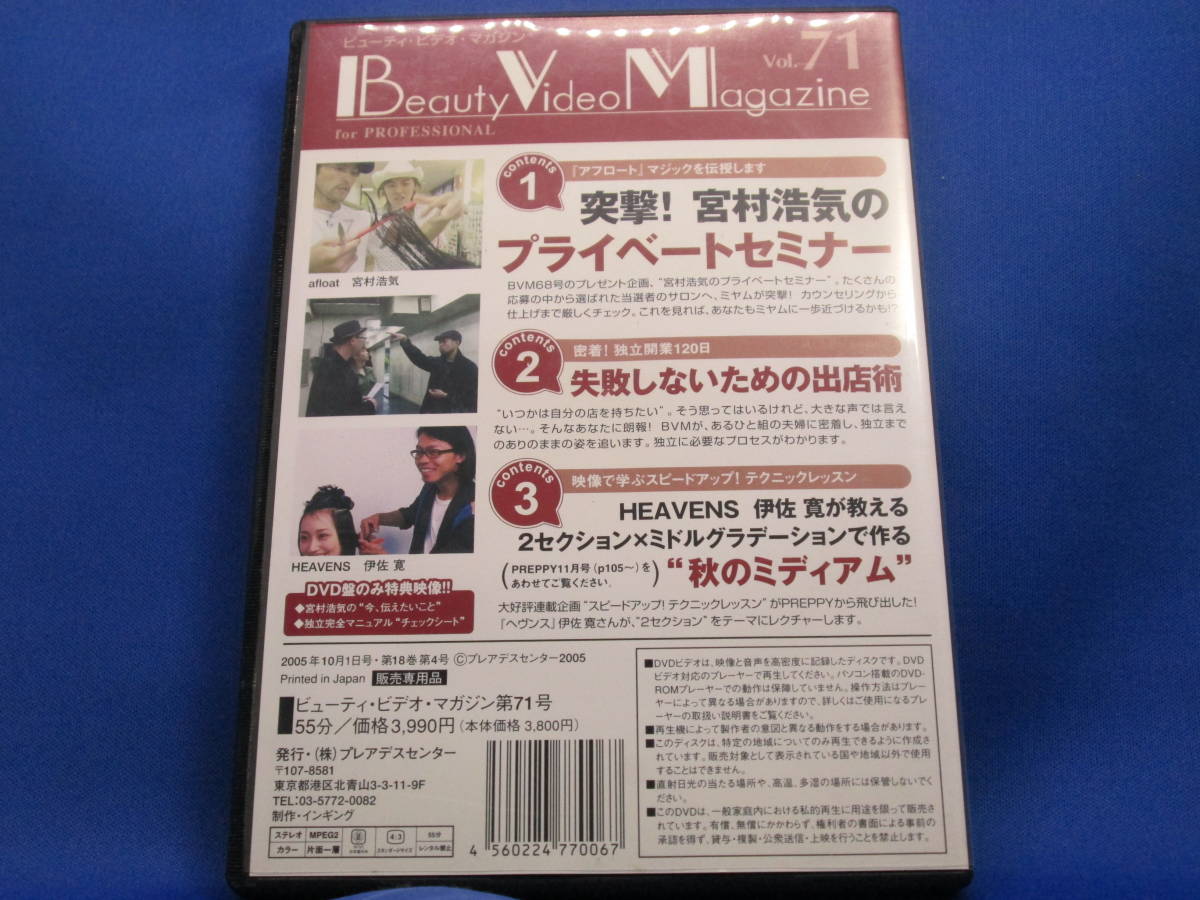 ビューティ・ビデオ・マガジン
Beauty Video Magazine Vol. 71
for PROFESSIONAL
afloat 宮村浩気
HEAVENS 伊佐 寛
DVD盤のみ特典映像!!
◆宮村浩気の“今、伝えたいこと”
◆独立完全マニュアル“チェックシート”
contents 1
『アフロート』マジックを伝授します
突撃! 宮村浩気の
プライベートセミナー
BVM68号のプレゼント企画、“宮村浩気のプライベートセミナー”。たくさんの
応募の中から選ばれた当選者のサロンへ、ミヤムが突撃! カウンセリングから
仕上げまで厳しくチェック。これを見れば、あなたもミヤムに一歩近づけるかも!?
contents 2
密着! 独立開業120日
失敗しないための出店術
“いつかは自分の店を持ちたい”。そう思ってはいるけれど、大きな声では言え
ない…。そんなあなたに朗報! BVMが、あるひと組の夫婦に密着し、独立まで
のありのままの姿を追います。独立に必要なプロセスがわかります。
contents 3
映像で学ぶスピードアップ! テクニックレッスン
HEAVENS 伊佐 寛が教える
2セクション×ミドルグラデーションで作る
(PREPPY11月号(p105〜)を
あわせてご覧ください。)
“秋のミディアム”
大好評連載企画“スピードアップ! テクニックレッスン”がPREPPYから飛び出した!
『ヘヴンス』伊佐 寛さんが、“2セクション”をテーマにレクチャーします。
2005年10月1日号・第18巻 第4号 ©プレアデスセンター2005
Printed in Japan 販売専用品
ビューティ・ビデオ・マガジン第71号
55分／価格3,990円（本体価格 3,800円）
発行・(株)プレアデスセンター
〒107-8581
東京都港区北青山3-3-11-9F
TEL:03-5772-0082
制作・インギング
ステレオ MPEG2 4:3 55分
カラー 片面一層 スタンダードサイズ レンタル禁止
4 560224 770067
■DVDビデオは、映像と音声を高密度に記録したディスクです。DVD
ビデオ対応のプレーヤーで再生してください。パソコン搭載のDVD-
ROMプレーヤーでの動作は保障していません。操作方法はプレー
ヤーによって異なる場合がありますので、詳しくはご使用になるプレー
ヤーの取扱い説明書をご覧ください。
■再生機によって製作者の意図と異なる動作をする場合があります。
■このディスクは、特定の地域についてのみ再生できるように作成さ
れています。販売対象として表示されている国や地域以外で使用
することはできません。
■直射日光の当たる場所や、高温、多湿の場所には保管しないでく
ださい。
■このDVDは、一般家庭内における私的再生に用途を限って販売さ
れています。有償、無償にかかわらず、権利者の書面による事前の
承諾を得ず、貸与・複製・公衆送信・上映を行うことを禁止します。